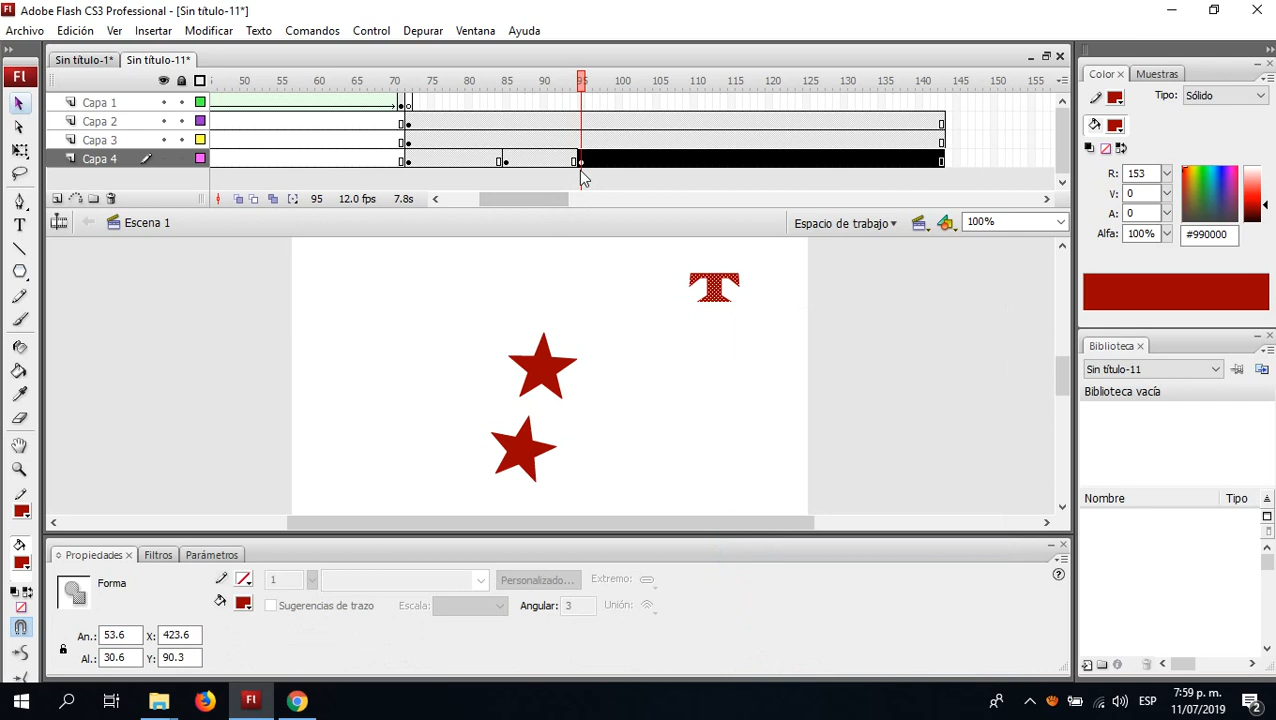 Adobe Flash CS3 Professional - [Sin título-11*]
Archivo Edición Ver Insertar Modificar Texto Comandos Control Depurar Ventana Ayuda
Fl
Sin título-1* Sin título-11*
45 50 55 60 65 70 75 80 85 90 95 100 105 110 115 120 125 130 135 140 145 150 155
Capa 1
Capa 2
Capa 3
Capa 4
95 12.0 fps 7.8s
Escena 1
Espacio de trabajo
100%
T
Color Muestras
Tipo: Sólido
R: 153
V: 0
A: 0
Alfa: 100% #990000
Biblioteca
Sin título-11
Biblioteca vacía
Nombre Tipo
Propiedades Filtros Parámetros
Forma
1 Personalizado... Extremo:
Sugerencias de trazo Escala: Angular: 3 Unión:
An.: 53.6 X: 423.6
Al.: 30.6 Y: 90.3
Fl
ESP
7:59 p. m.
11/07/2019
2